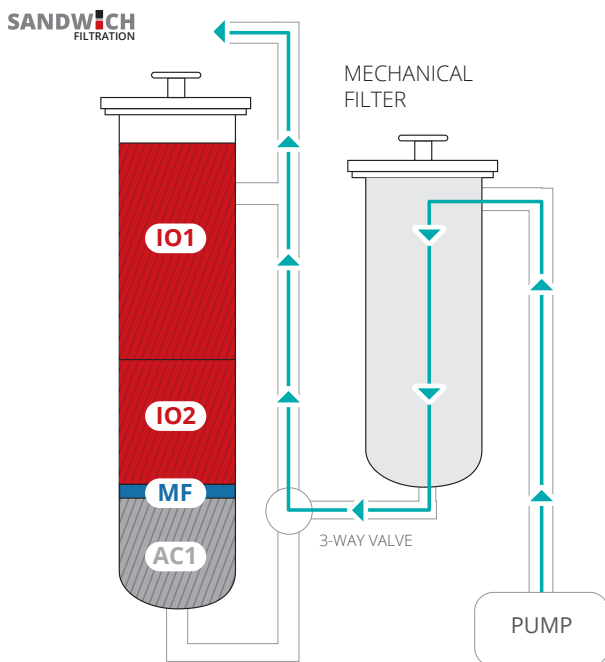 SANDWICH
FILTRATION
MECHANICAL
FILTER
IO1
IO2
MF
AC1
3-WAY VALVE
PUMP